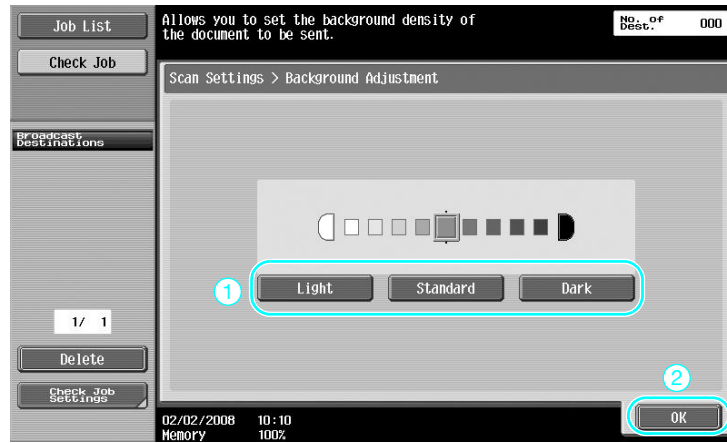 Job List
Check Job
Broadcast
Destinations
1/ 1
Delete
Check Job
Settings
Allows you to set the background density of
the document to be sent.
No. of
Dest.
000
Scan Settings > Background Adjustment
1
Light
Standard
Dark
2
OK
02/02/2008 10:10
Memory 100%